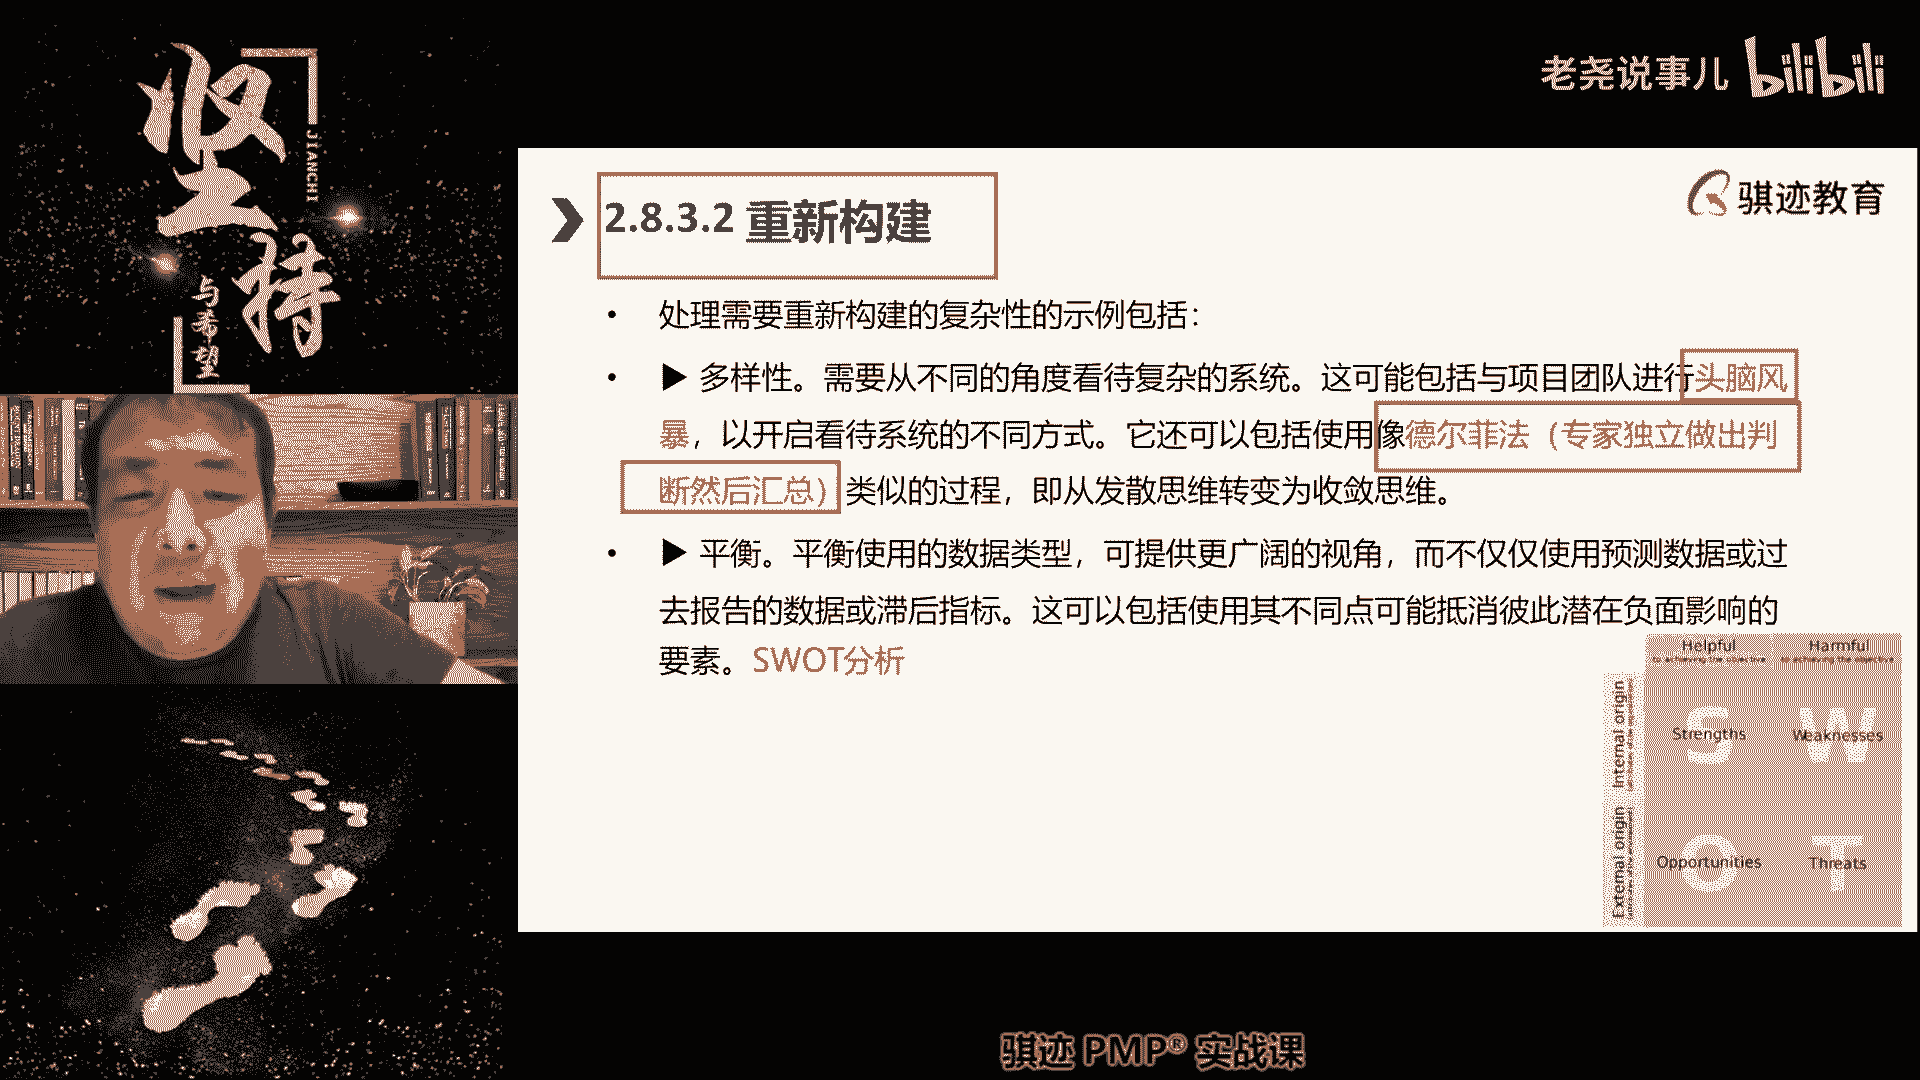 坚持
JIANCHI
与希望
老尧说事儿 bilibili
骐迹教育
2.8.3.2 重新构建
• 处理需要重新构建的复杂性的示例包括：
• ▶ 多样性。需要从不同的角度看待复杂的系统。这可能包括与项目团队进行头脑风
暴，以开启看待系统的不同方式。它还可以包括使用像德尔菲法（专家独立做出判
断然后汇总）类似的过程，即从发散思维转变为收敛思维。
• ▶ 平衡。平衡使用的数据类型，可提供更广阔的视角，而不仅仅使用预测数据或过
去报告的数据或滞后指标。这可以包括使用其不同点可能抵消彼此潜在负面影响的
要素。SWOT分析
Helpful
to achieving the objective
Harmful
to achieving the objective
Internal origin
External origin
S
Strengths
W
Weaknesses
O
Opportunities
T
Threats
骐迹 PMP® 实战课